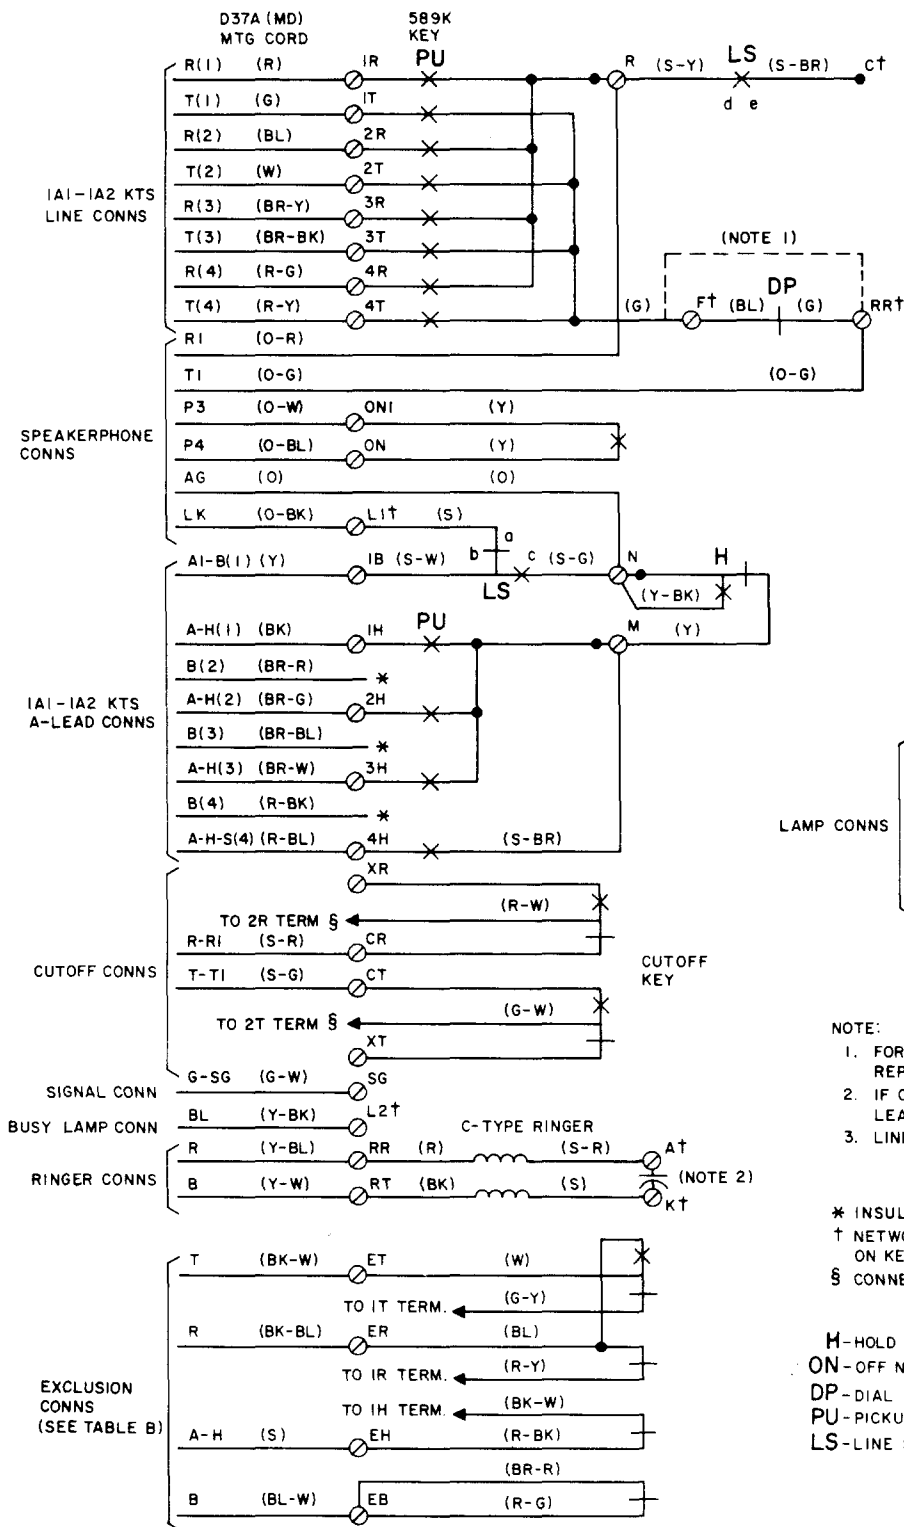 D37A (MD) 589K
MTG CORD KEY
R(1) (R) 1R PU R (S-Y) LS (S-BR) C†
T(1) (G) 1T d e
R(2) (BL) 2R
T(2) (W) 2T
1A1-1A2 KTS
LINE CONNS
R(3) (BR-Y) 3R
T(3) (BR-BK) 3T (NOTE 1)
R(4) (R-G) 4R DP
T(4) (R-Y) 4T (G) F† (BL) (G) RR†
R1 (O-R)
T1 (O-G) (O-G)
P3 (O-W) ON1 (Y)
SPEAKERPHONE
CONNS
P4 (O-BL) ON (Y)
AG (O) (O)
LK (O-BK) L1† (S) a
b c
A1-B(1) (Y) 1B (S-W) LS (S-G) N H
(Y-BK)
A-H(1) (BK) 1H PU M (Y)
B(2) (BR-R) *
1A1-1A2 KTS
A-LEAD CONNS
A-H(2) (BR-G) 2H
B(3) (BR-BL) *
A-H(3) (BR-W) 3H
B(4) (R-BK) *
A-H-S(4) (R-BL) 4H (S-BR)
LAMP CONNS
XR
(R-W)
TO 2R TERM §
R-R1 (S-R) CR
CUTOFF CONNS
CUTOFF
KEY
T-T1 (S-G) CT
(G-W)
TO 2T TERM §
XT
SIGNAL CONN G-SG (G-W) SG
BUSY LAMP CONN BL (Y-BK) L2†
C-TYPE RINGER
RINGER CONNS
R (Y-BL) RR (R) (S-R) A†
(NOTE 2)
B (Y-W) RT (BK) (S) K†
T (BK-W) ET (W)
(G-Y)
TO 1T TERM.
R (BK-BL) ER (BL)
(R-Y)
TO 1R TERM.
EXCLUSION
CONNS
(SEE TABLE B)
(BK-W)
TO 1H TERM.
A-H (S) EH (R-BK)
(BR-R)
B (BL-W) EB (R-G)
NOTE:
1. FOR
REP
2. IF
LEA
3. LIN
* INSUL
† NETW
ON KE
§ CONNE
H-HOLD
ON-OFF N
DP-DIAL
PU-PICKU
LS-LINE